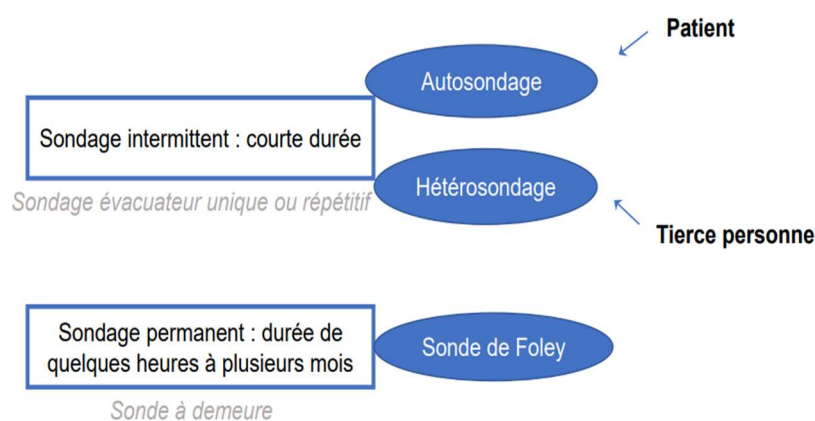 Patient
Autosondage
Sondage intermittent : courte durée
Hétérosondage
Sondage évacuateur unique ou répétitif
Tierce personne
Sondage permanent : durée de
quelques heures à plusieurs mois
Sonde de Foley
Sonde à demeure